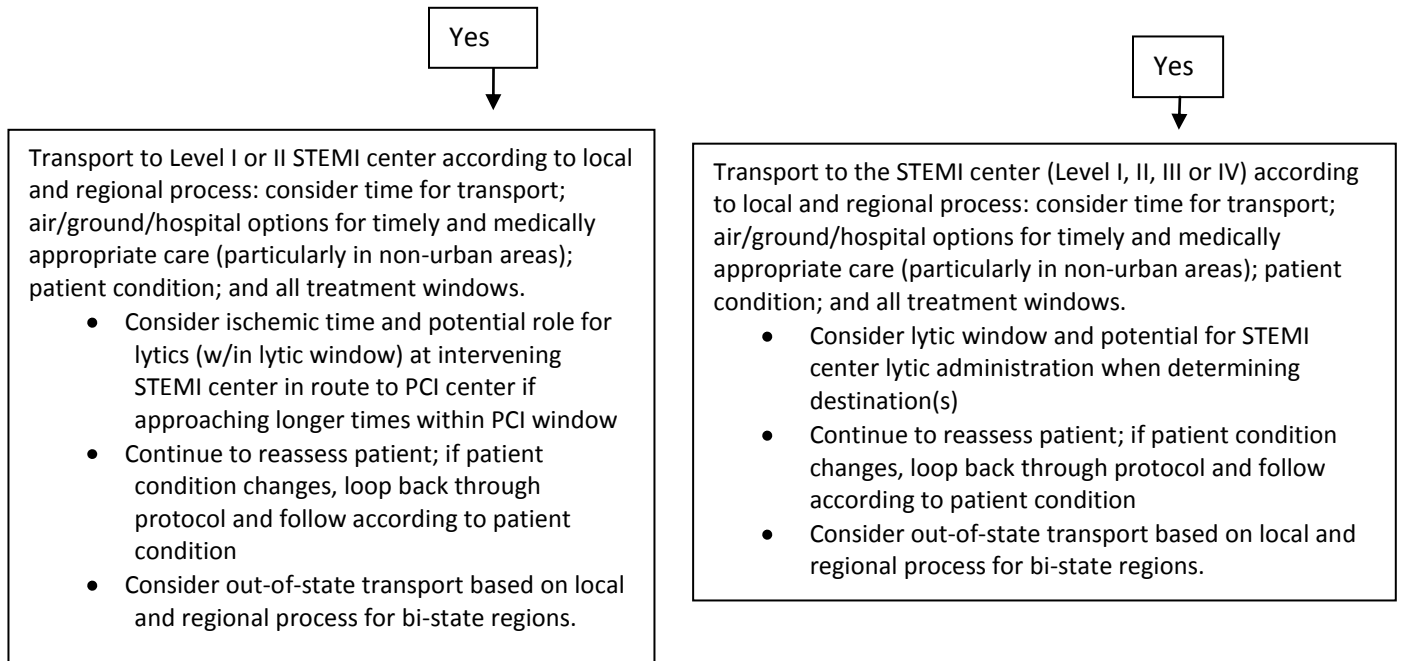 Yes
Transport to Level I or II STEMI center according to local
and regional process: consider time for transport;
air/ground/hospital options for timely and medically
appropriate care (particularly in non-urban areas);
patient condition; and all treatment windows.
• Consider ischemic time and potential role for
lytics (w/in lytic window) at intervening
STEMI center in route to PCI center if
approaching longer times within PCI window
• Continue to reassess patient; if patient
condition changes, loop back through
protocol and follow according to patient
condition
• Consider out-of-state transport based on local
and regional process for bi-state regions.
Yes
Transport to the STEMI center (Level I, II, III or IV) according
to local and regional process: consider time for transport;
air/ground/hospital options for timely and medically
appropriate care (particularly in non-urban areas); patient
condition; and all treatment windows.
• Consider lytic window and potential for STEMI
center lytic administration when determining
destination(s)
• Continue to reassess patient; if patient condition
changes, loop back through protocol and follow
according to patient condition
• Consider out-of-state transport based on local and
regional process for bi-state regions.